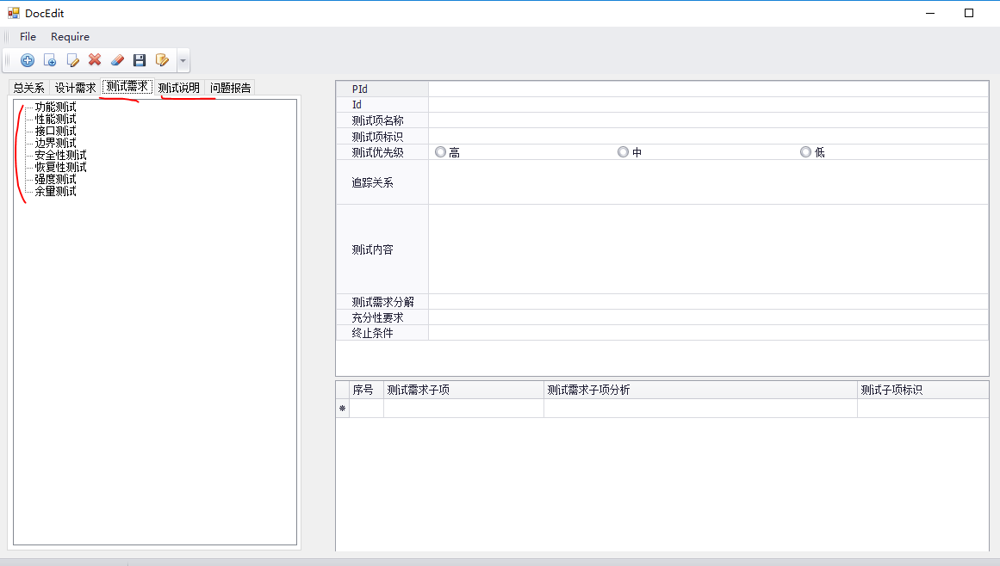 DocEdit
File Require
总关系 设计需求 测试需求 测试说明 问题报告
功能测试
性能测试
接口测试
边界测试
安全性测试
恢复性测试
强度测试
余量测试
PId
Id
测试项名称
测试项标识
测试优先级 高 中 低
追踪关系
测试内容
测试需求分解
充分性要求
终止条件
序号 测试需求子项 测试需求子项分析 测试子项标识